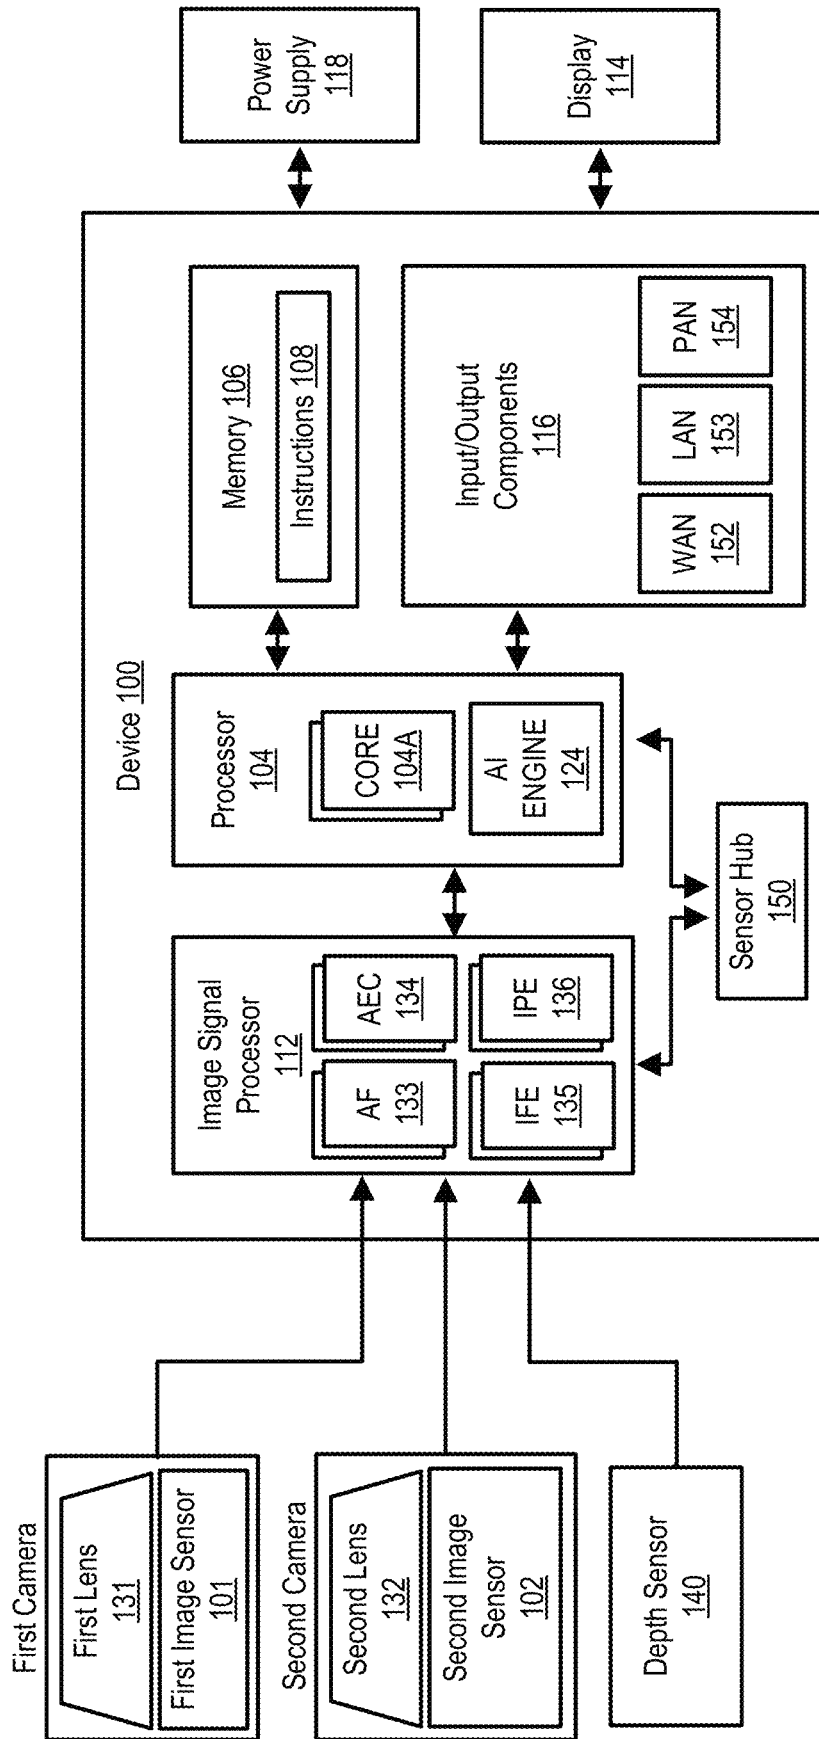 First Camera
First Lens
131
First Image Sensor
101
Second Camera
Second Lens
132
Second Image
Sensor
102
Depth Sensor
140
Device 100
Image Signal
Processor
112
AF
133
AEC
134
IFE
135
IPE
136
Processor
104
CORE
104A
AI
ENGINE
124
Sensor Hub
150
Memory 106
Instructions 108
Input/Output
Components
116
WAN
152
LAN
153
PAN
154
Power
Supply
118
Display
114